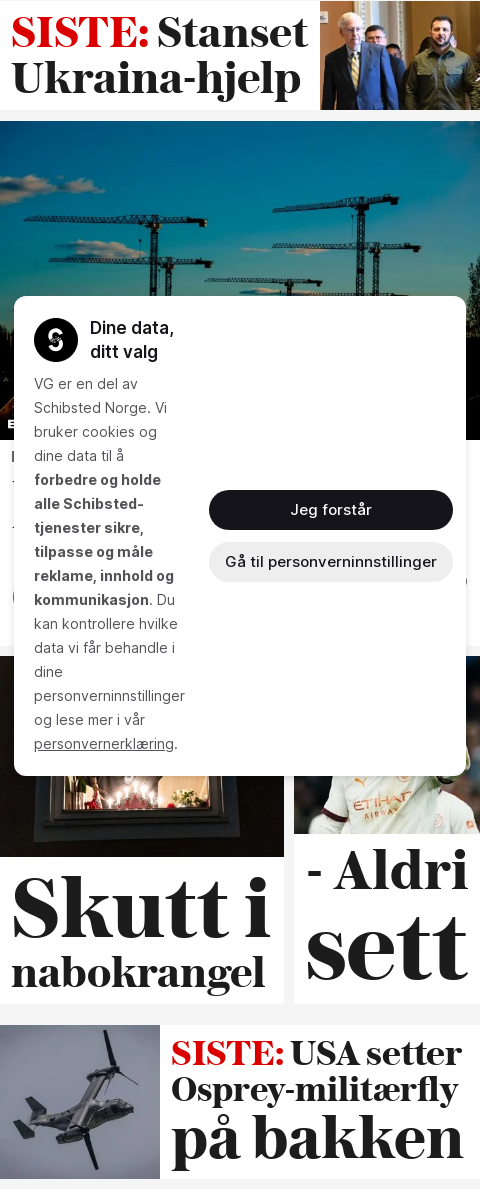 SISTE: Stanset
Ukraina-hjelp
Dine data,
ditt valg
VG er en del av
Schibsted Norge. Vi
bruker cookies og
dine data til å
forbedre og holde
alle Schibsted-
tjenester sikre,
tilpasse og måle
reklame, innhold og
kommunikasjon. Du
kan kontrollere hvilke
data vi får behandle i
dine
personverninnstillinger
og lese mer i vår
personvernerklæring.
Jeg forstår
Gå til personverninnstillinger
ETIHAD
Skutt i
nabokrangel
- Aldri
sett
SISTE: USA setter
Osprey-militærfly
på bakken